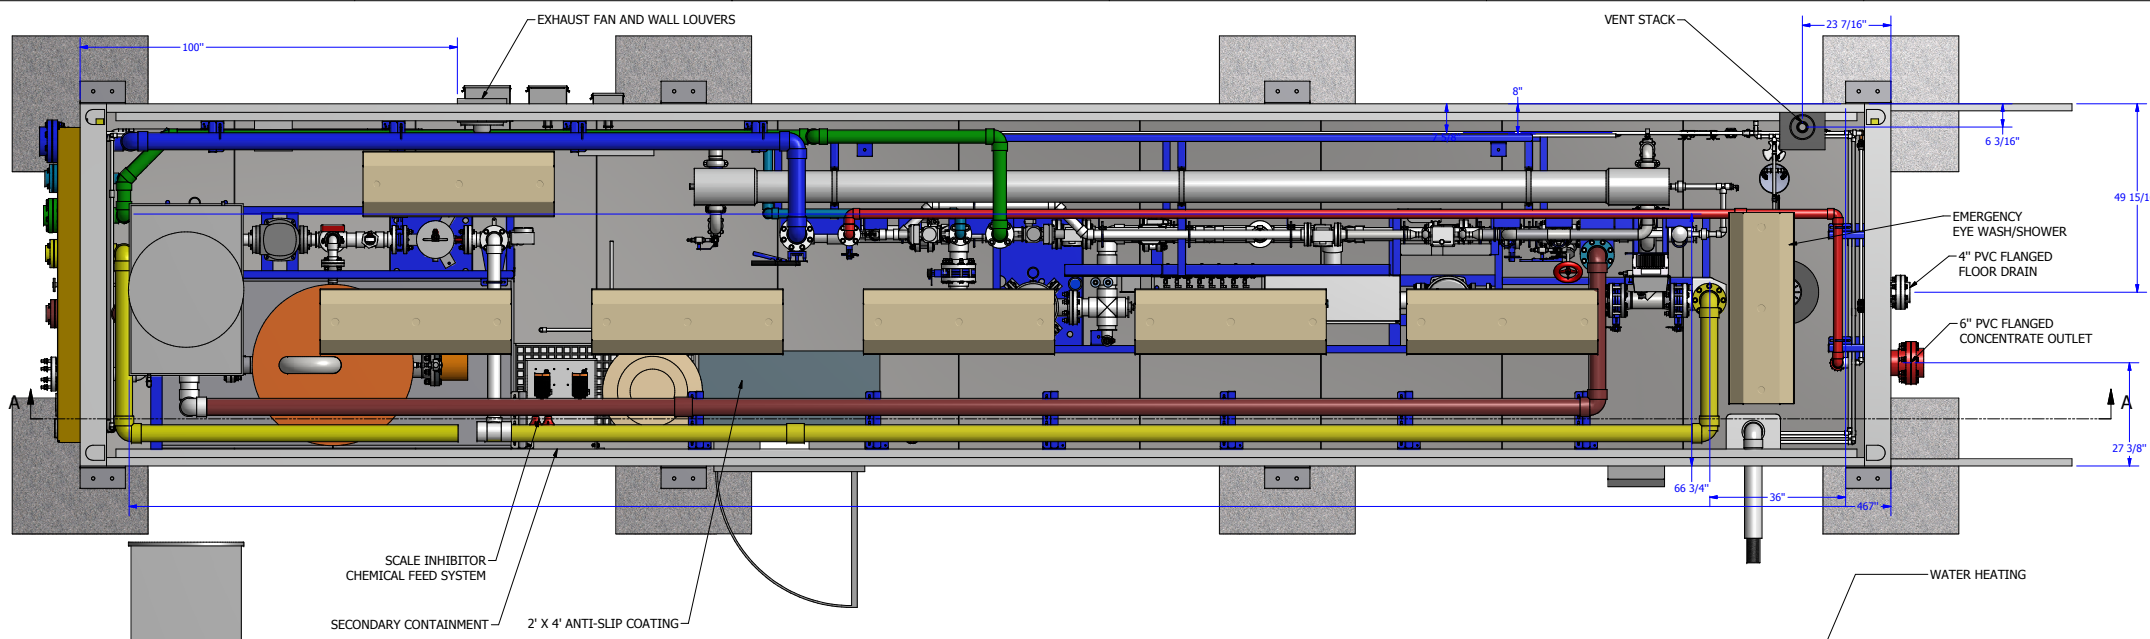 EXHAUST FAN AND WALL LOUVERS
VENT STACK
23 7/16"
100"
8"
6 3/16"
49 15/1
EMERGENCY
EYE WASH/SHOWER
4" PVC FLANGED
FLOOR DRAIN
6" PVC FLANGED
CONCENTRATE OUTLET
A
A
27 3/8"
66 3/4"
36"
467"
SCALE INHIBITOR
CHEMICAL FEED SYSTEM
SECONDARY CONTAINMENT
2' X 4' ANTI-SLIP COATING
WATER HEATING